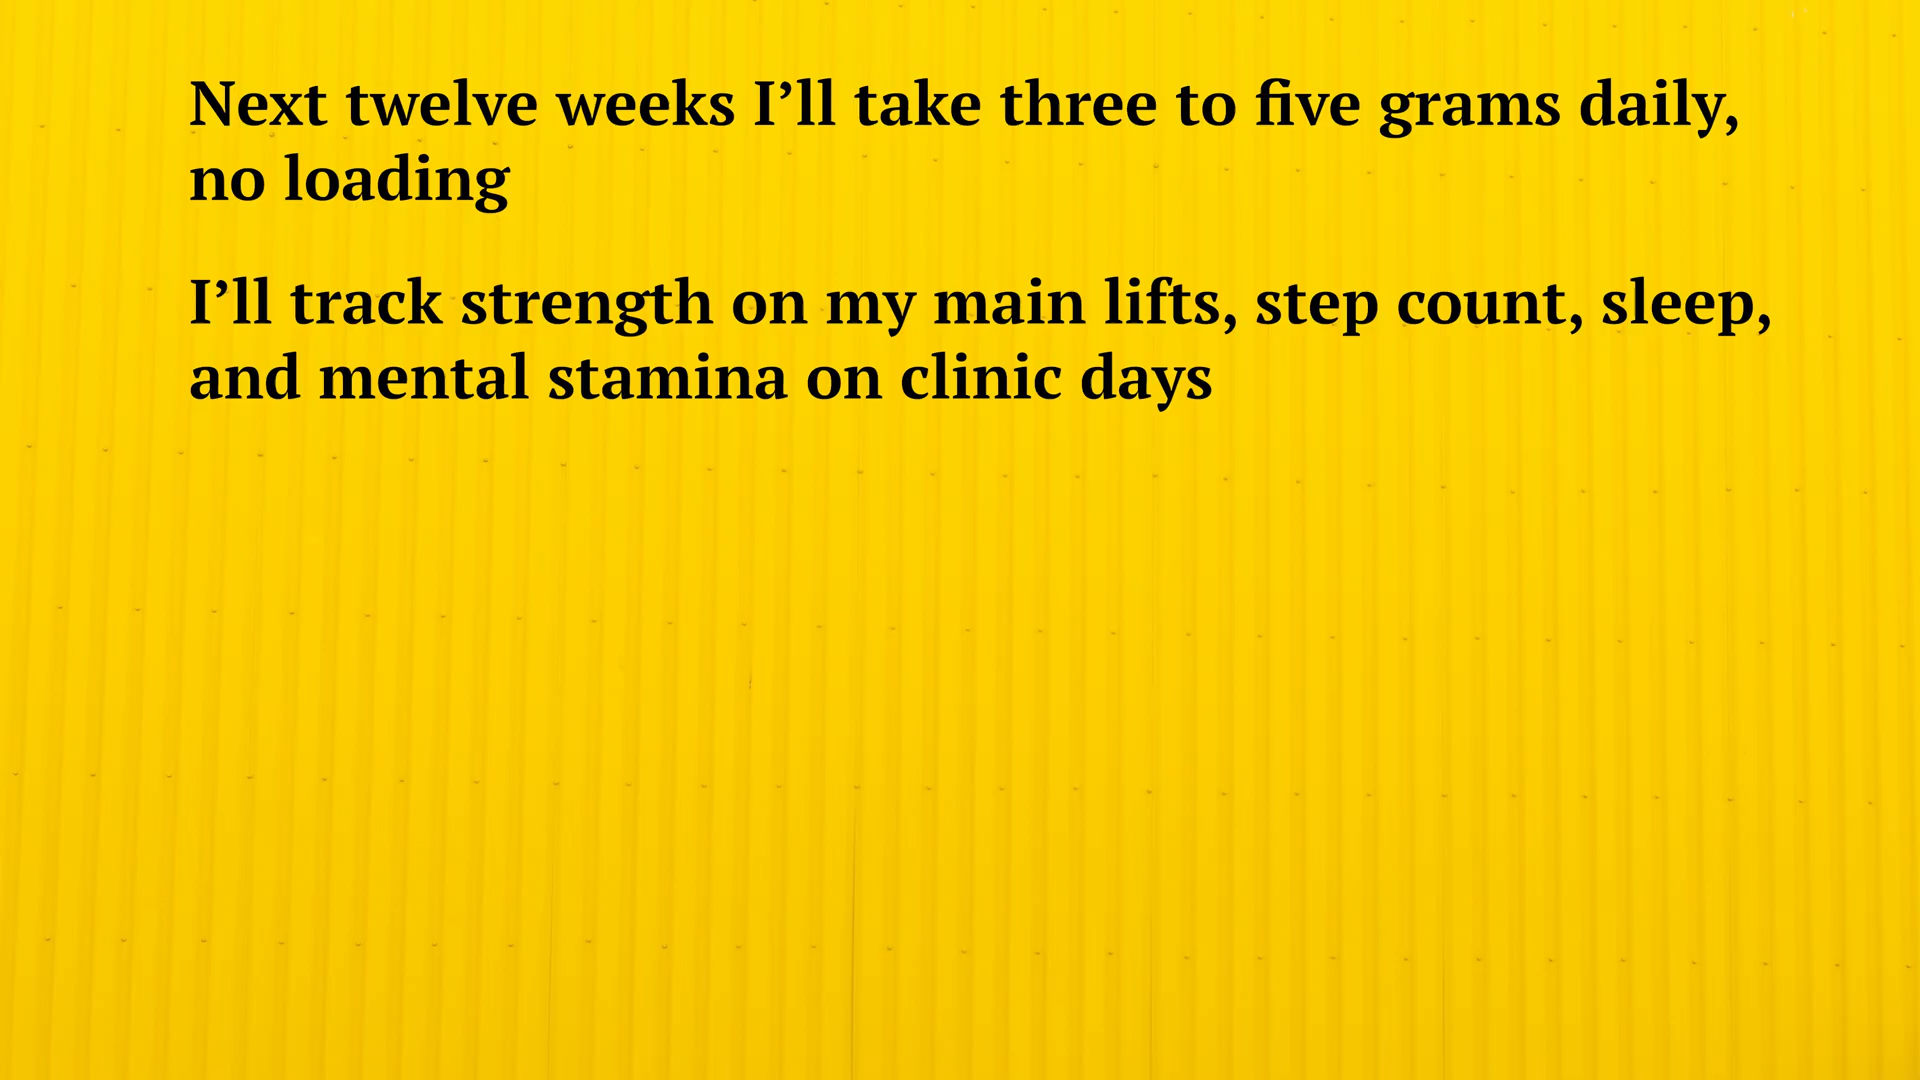 Next twelve weeks I’ll take three to five grams daily,
no loading
I’ll track strength on my main lifts, step count, sleep,
and mental stamina on clinic days